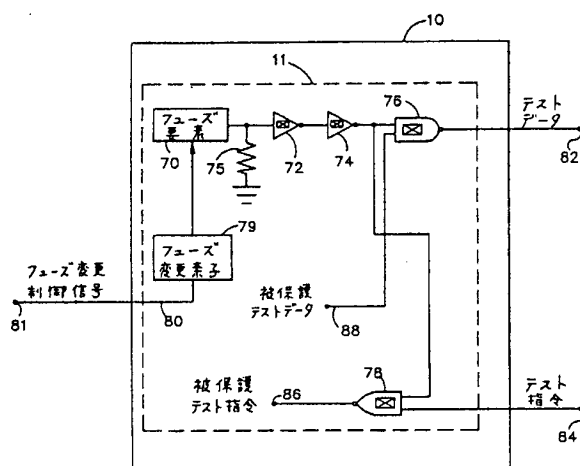 10
11
フューズ
要素
70
75
72
74
76
テスト
データ
82
79
フューズ
変更素子
フューズ変更
制御信号
81
80
被保護
テストデータ
88
被保護
テスト指令
86
78
テスト
指令
84